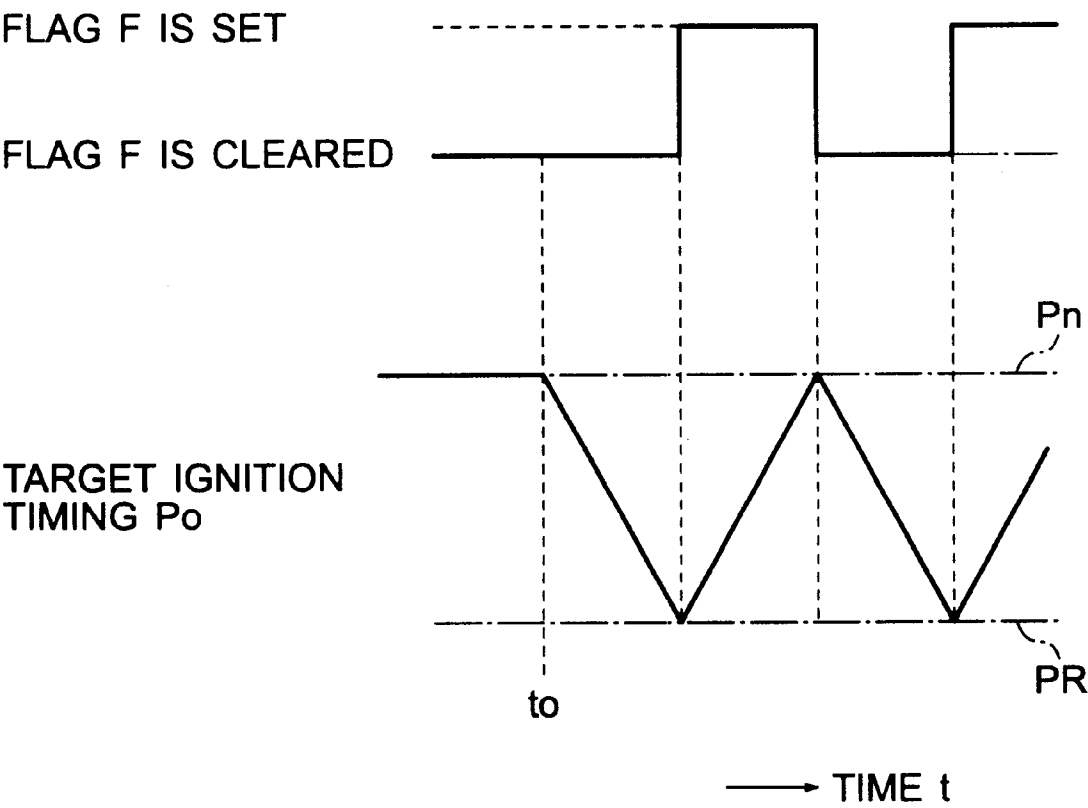 FLAG F IS SET
FLAG F IS CLEARED
Pn
TARGET IGNITION
TIMING Po
PR
to
TIME t